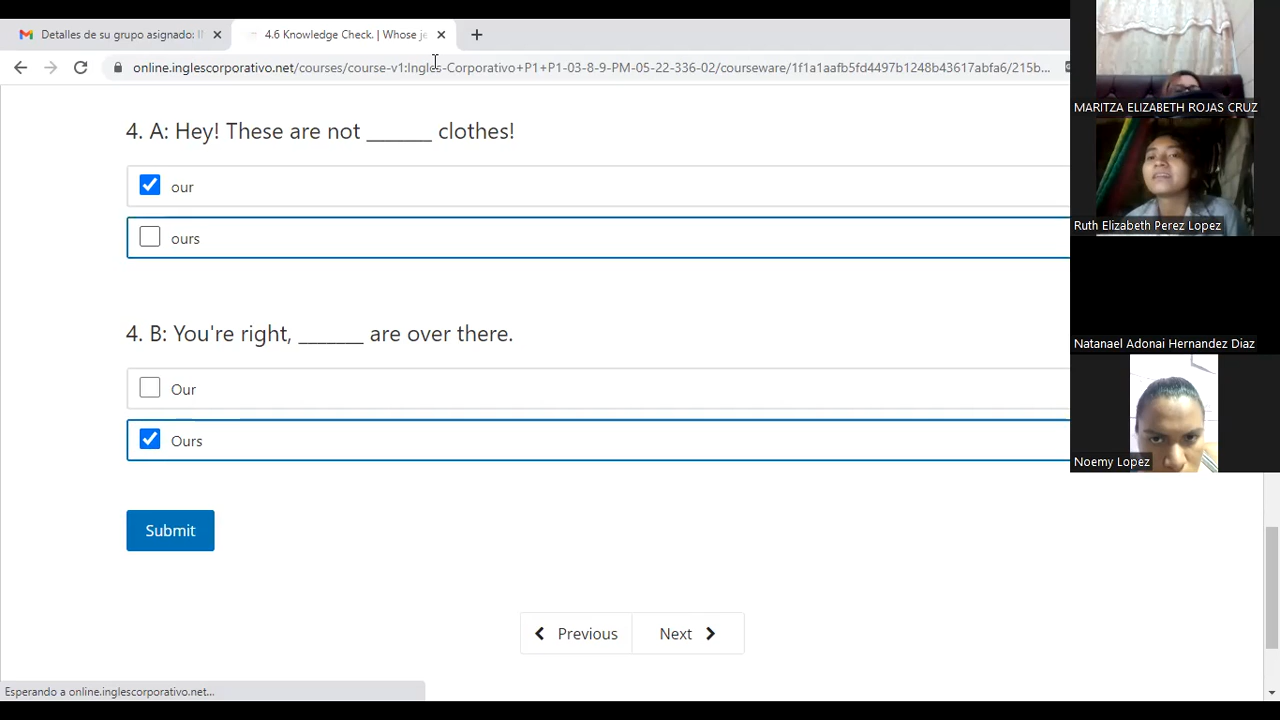 Detalles de su grupo asignado: I
4.6 Knowledge Check. | Whose je
online.inglescorporativo.net/courses/course-v1:Ingles-Corporativo+P1+P1-03-8-9-PM-05-22-336-02/courseware/1f1a1aafb5fd4497b1248b43617abfa6/215b...
MARITZA ELIZABETH ROJAS CRUZ
4. A: Hey! These are not _______ clothes!
our
Ruth Elizabeth Perez Lopez
ours
4. B: You're right, _______ are over there.
Natanael Adonai Hernandez Diaz
Our
Ours
Noemy Lopez
Submit
Previous
Next
Esperando a online.inglescorporativo.net...